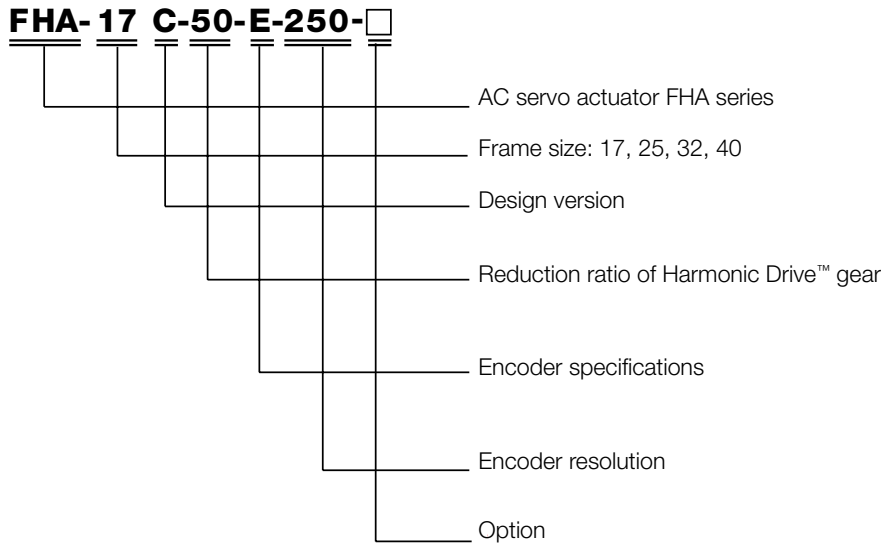 FHA-17 C-50-E-250-□
AC servo actuator FHA series
Frame size: 17, 25, 32, 40
Design version
Reduction ratio of Harmonic Drive™ gear
Encoder specifications
Encoder resolution
Option